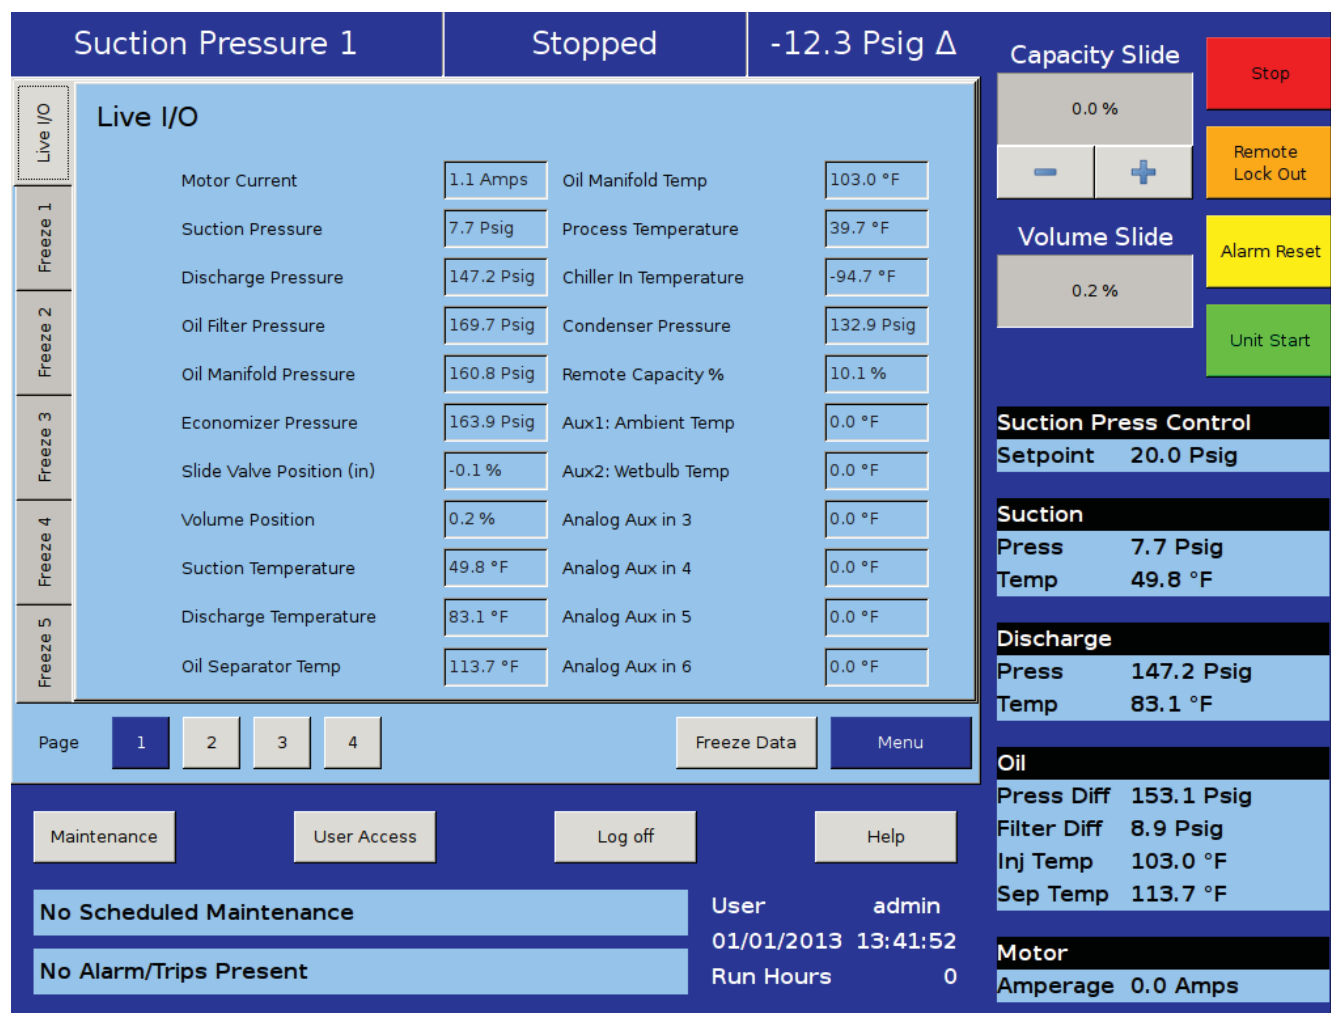 Suction Pressure 1
Stopped
-12.3 Psig Δ
Live I/O
Freeze 1
Freeze 2
Freeze 3
Freeze 4
Freeze 5
Live I/O
Motor Current 1.1 Amps Oil Manifold Temp 103.0 °F
Suction Pressure 7.7 Psig Process Temperature 39.7 °F
Discharge Pressure 147.2 Psig Chiller In Temperature -94.7 °F
Oil Filter Pressure 169.7 Psig Condenser Pressure 132.9 Psig
Oil Manifold Pressure 160.8 Psig Remote Capacity % 10.1 %
Economizer Pressure 163.9 Psig Aux1: Ambient Temp 0.0 °F
Slide Valve Position (in) -0.1 % Aux2: Wetbulb Temp 0.0 °F
Volume Position 0.2 % Analog Aux in 3 0.0 °F
Suction Temperature 49.8 °F Analog Aux in 4 0.0 °F
Discharge Temperature 83.1 °F Analog Aux in 5 0.0 °F
Oil Separator Temp 113.7 °F Analog Aux in 6 0.0 °F
Page 1 2 3 4 Freeze Data Menu
Maintenance User Access Log off Help
No Scheduled Maintenance
No Alarm/Trips Present
User admin
01/01/2013 13:41:52
Run Hours 0
Capacity Slide
0.0 %
Volume Slide
0.2 %
Stop
Remote
Lock Out
Alarm Reset
Unit Start
Suction Press Control
Setpoint 20.0 Psig
Suction
Press 7.7 Psig
Temp 49.8 °F
Discharge
Press 147.2 Psig
Temp 83.1 °F
Oil
Press Diff 153.1 Psig
Filter Diff 8.9 Psig
Inj Temp 103.0 °F
Sep Temp 113.7 °F
Motor
Amperage 0.0 Amps